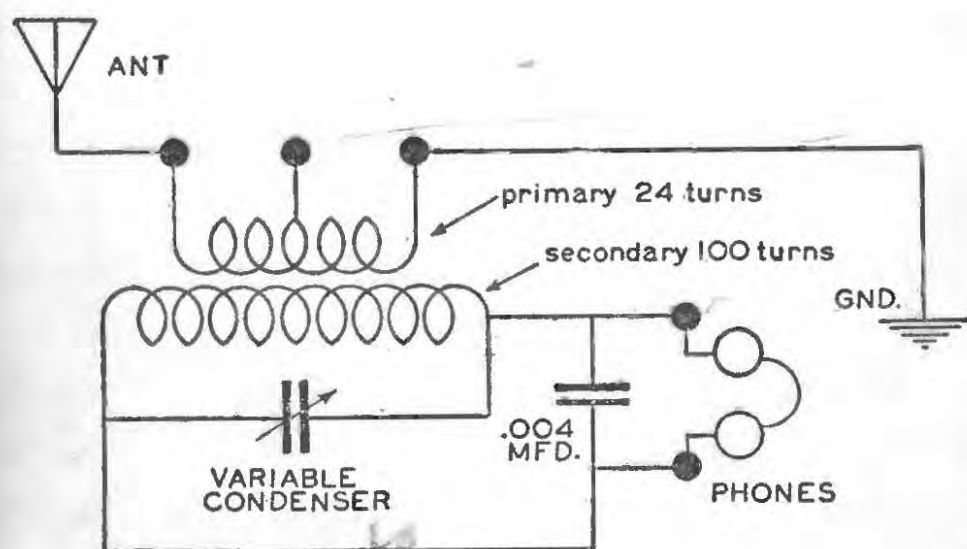 ANT
primary 24 turns
secondary 100 turns
GND.
.004
MFD.
VARIABLE
CONDENSER
PHONES